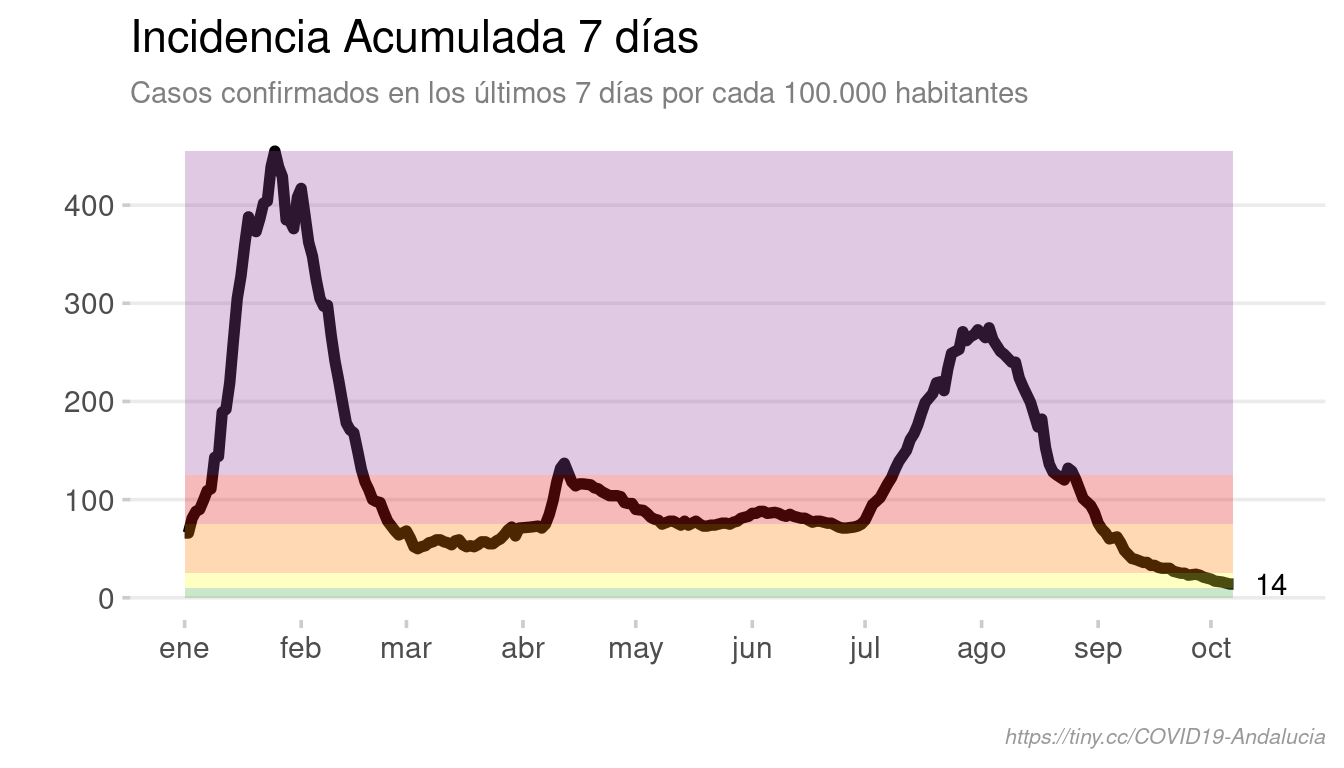 Incidencia Acumulada 7 días
Casos confirmados en los últimos 7 días por cada 100.000 habitantes
400
300
200
100
0
14
ene feb mar abr may jun jul ago sep oct
https://tiny.cc/COVID19-Andalucia